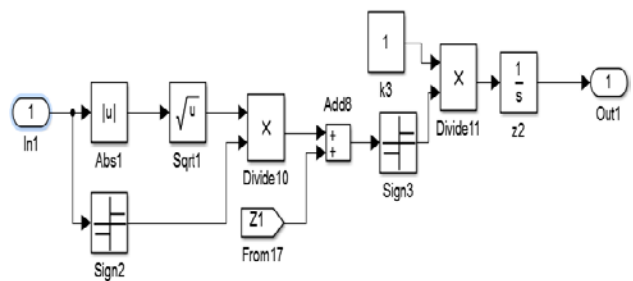 1
In1
|u|
Abs1
√u
Sqrt1
Sign2
X
Divide10
Z1
From17
Add8
+
+
Sign3
1
k3
X
Divide11
1
s
z2
1
Out1